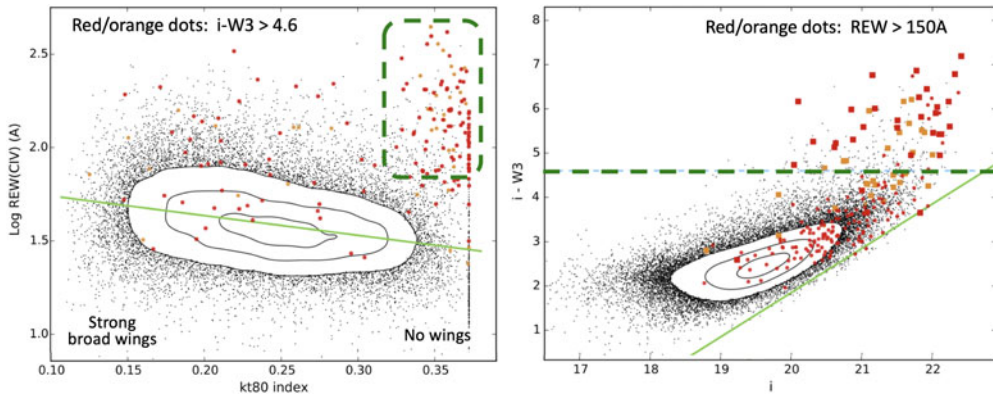 Red/orange dots: i-W3 > 4.6
2.5
2.0
1.5
1.0
Log REW(CIV) (A)
Strong
broad wings
No wings
0.10
0.15
0.20
0.25
0.30
0.35
kt80 index
Red/orange dots: REW > 150A
8
7
6
5
4
3
2
1
i - W3
17
18
19
20
21
22
i